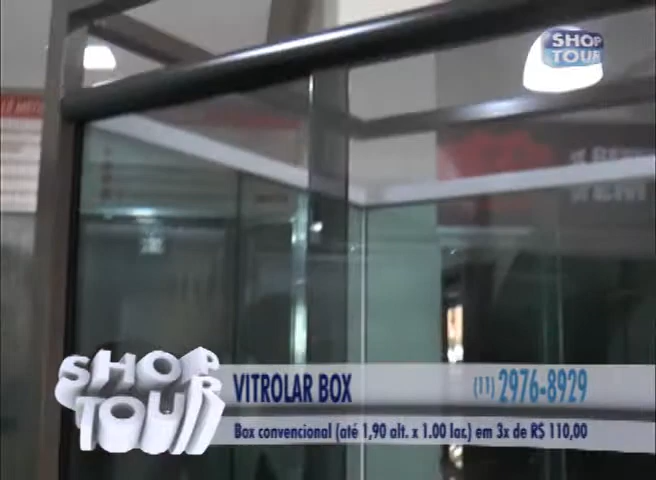 SHOP
TOUR
SHOP
TOUR
VITROLAR BOX
(11) 2976-8929
Box convencional (até 1,90 alt. x 1.00 lar.) em 3x de R$ 110,00